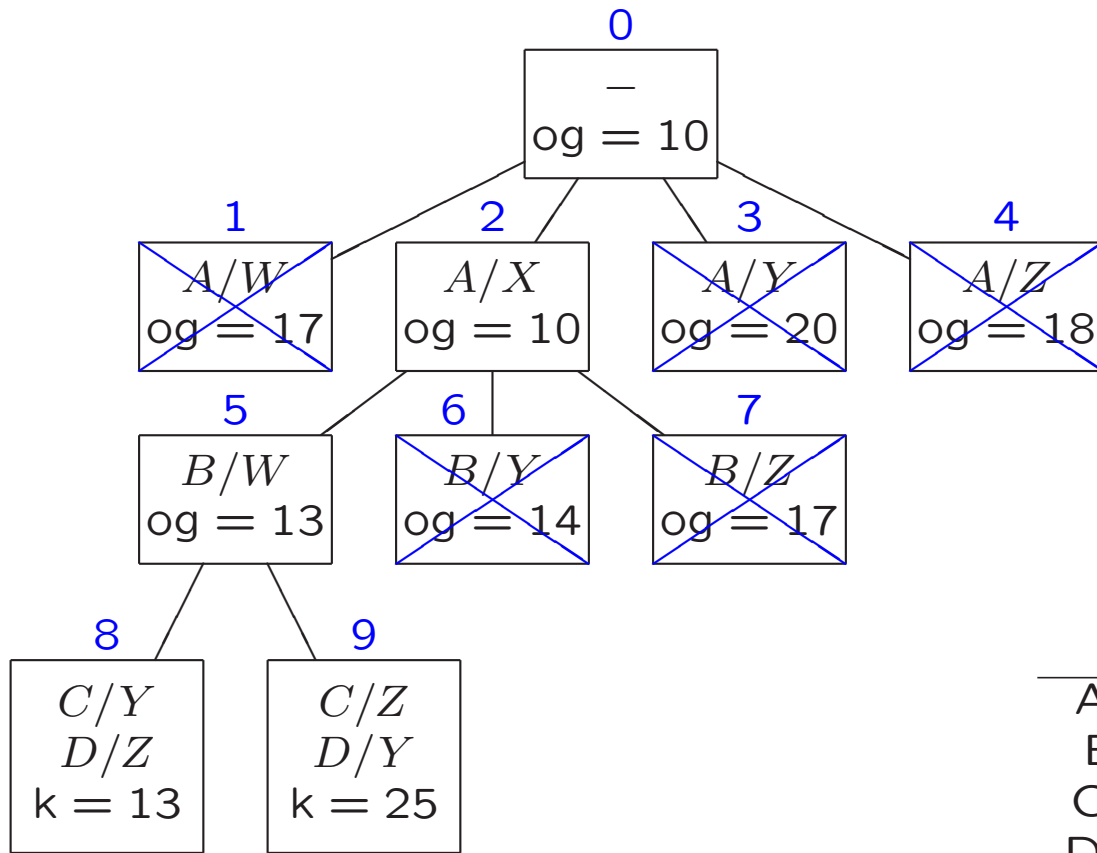 0
−
og = 10
1
2
3
4
A/W
A/X
A/Y
A/Z
og = 17
og = 10
og = 20
og = 18
5
6
7
B/W
B/Y
B/Z
og = 13
og = 14
og = 17
8
9
C/Y
C/Z
D/Z
D/Y
k = 13
k = 25
A
B
C
D